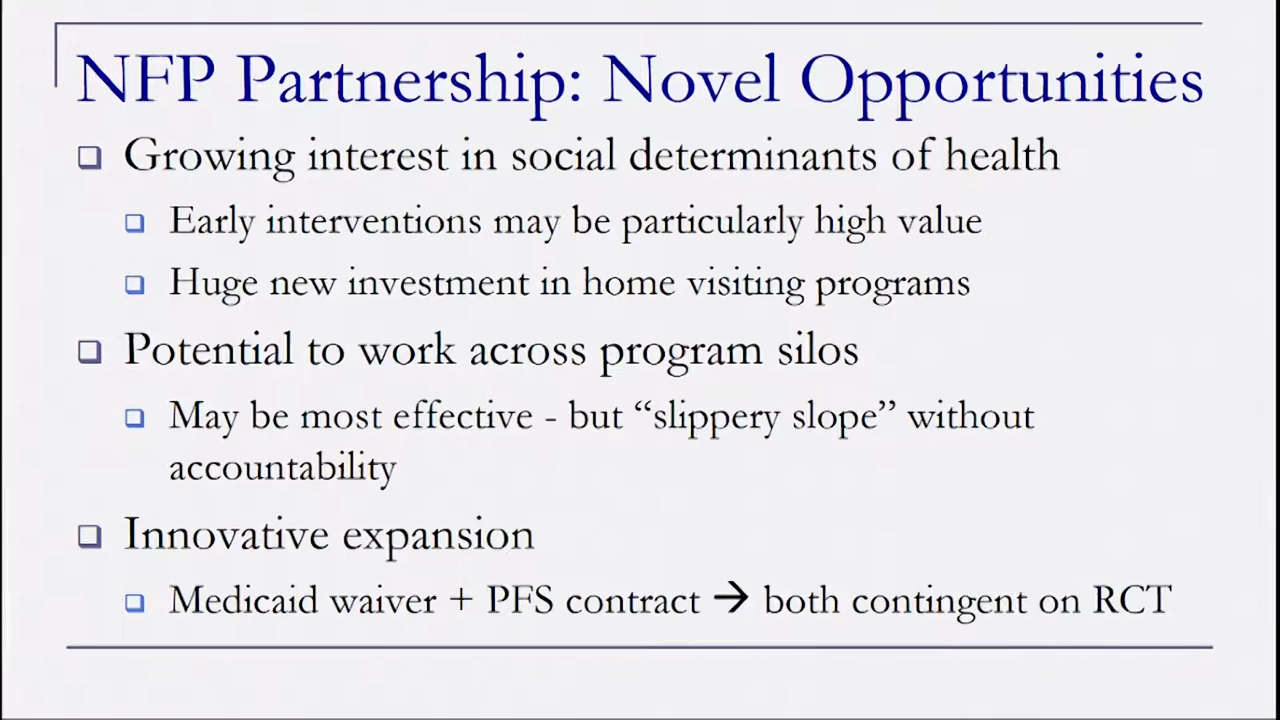 NFP Partnership: Novel Opportunities
Growing interest in social determinants of health
Early interventions may be particularly high value
Huge new investment in home visiting programs
Potential to work across program silos
May be most effective - but “slippery slope” without
accountability
Innovative expansion
Medicaid waiver + PFS contract → both contingent on RCT